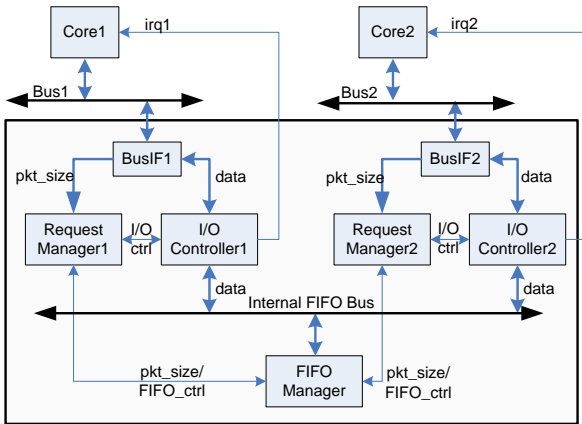 Core1
irq1
Core2
irq2
Bus1
Bus2
BusIF1
BusIF2
pkt_size
data
pkt_size
data
Request
Manager1
I/O
ctrl
I/O
Controller1
Request
Manager2
I/O
ctrl
I/O
Controller2
data
data
Internal FIFO Bus
pkt_size/
FIFO_ctrl
FIFO
Manager
pkt_size/
FIFO_ctrl